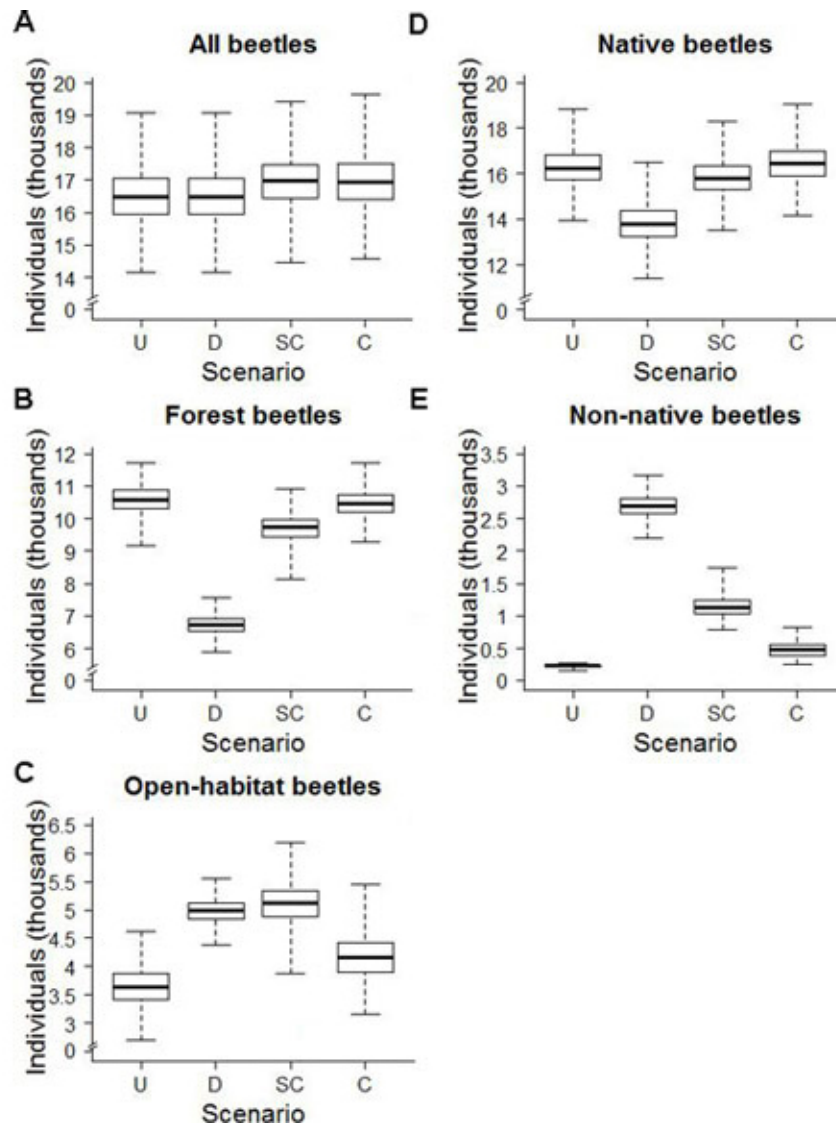 A
All beetles
Individuals (thousands)
20
19
18
17
16
15
14
0
U D SC C
Scenario
B
Forest beetles
Individuals (thousands)
12
11
10
9
8
7
6
0
U D SC C
Scenario
C
Open-habitat beetles
Individuals (thousands)
6.5
6
5.5
5
4.5
4
3.5
3
0
U D SC C
Scenario
D
Native beetles
Individuals (thousands)
20
18
16
14
12
0
U D SC C
Scenario
E
Non-native beetles
Individuals (thousands)
3.5
3
2.5
2
1.5
1
0.5
0
U D SC C
Scenario